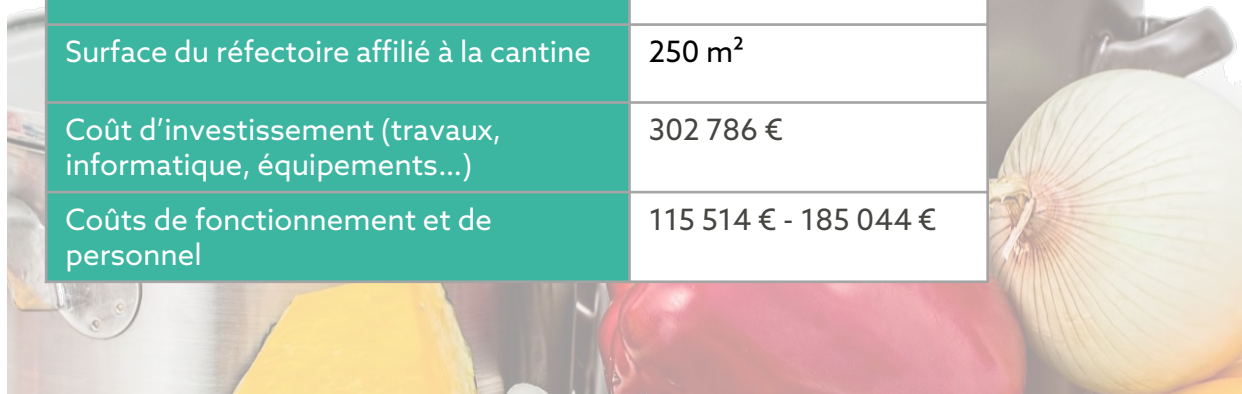 Surface du réfectoire affilié à la cantine
250 m²
Coût d’investissement (travaux,
informatique, équipements…)
302 786 €
Coûts de fonctionnement et de
personnel
115 514 € - 185 044 €